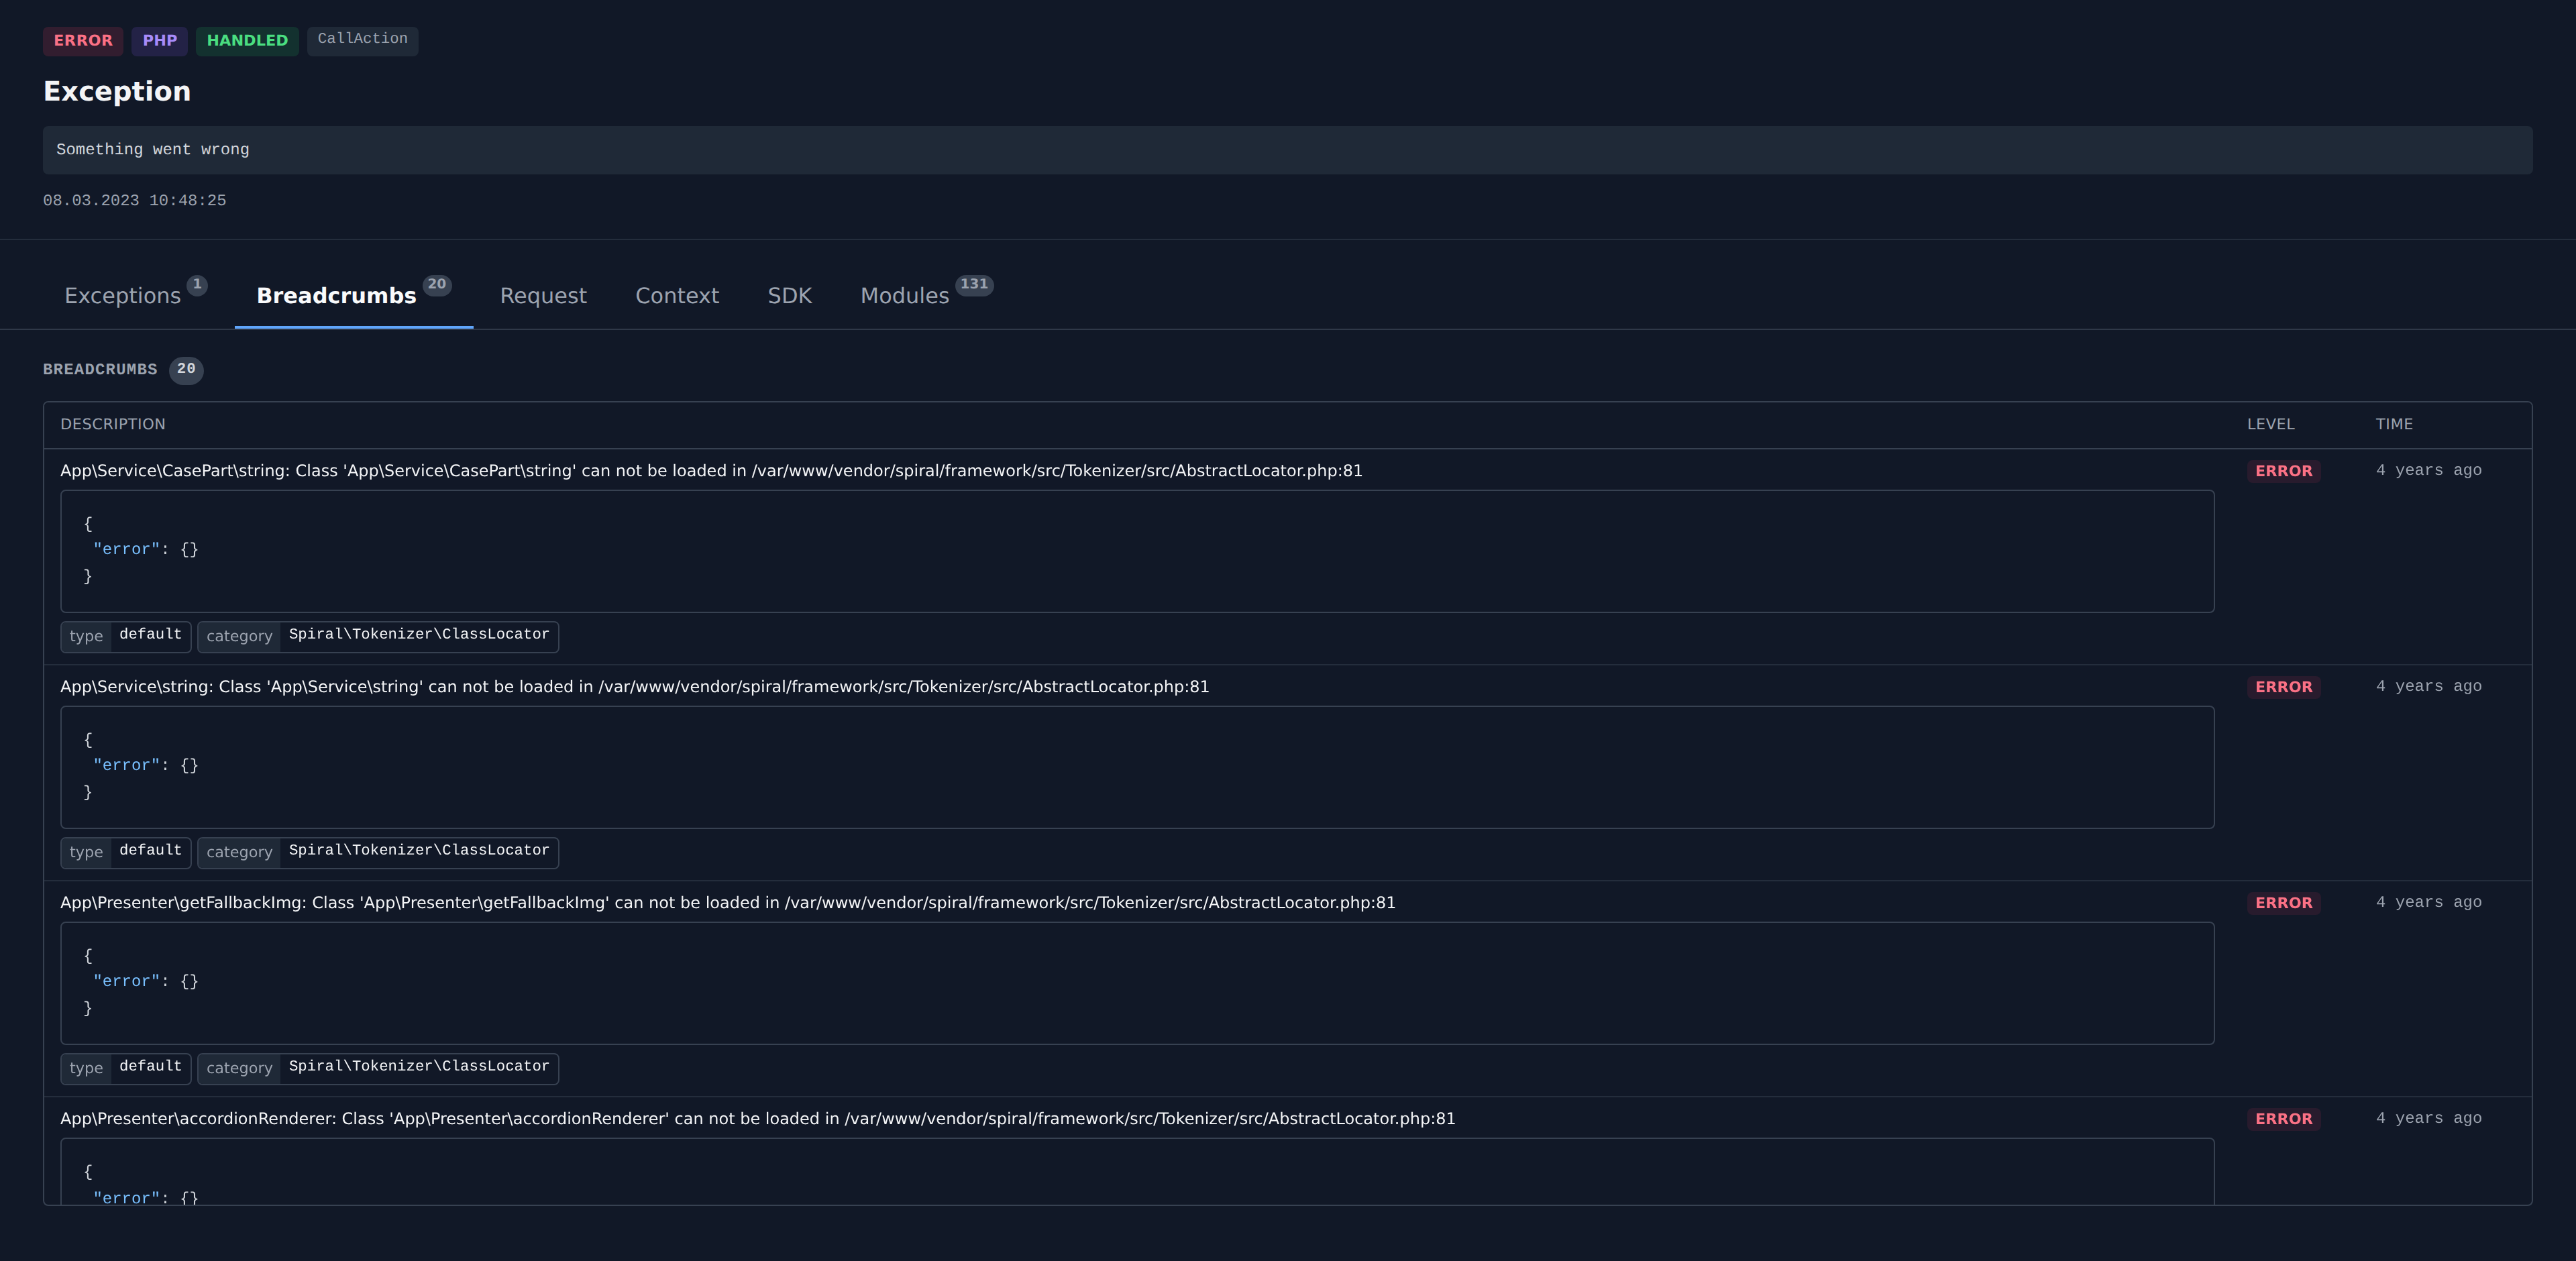 ERROR PHP HANDLED CallAction
Exception
Something went wrong
08.03.2023 10:48:25
Exceptions 1 Breadcrumbs 20 Request Context SDK Modules 131
BREADCRUMBS 20
DESCRIPTION LEVEL TIME
App\Service\CasePart\string: Class 'App\Service\CasePart\string' can not be loaded in /var/www/vendor/spiral/framework/src/Tokenizer/src/AbstractLocator.php:81 ERROR 4 years ago
{
"error": {}
}
type default category Spiral\Tokenizer\ClassLocator
App\Service\string: Class 'App\Service\string' can not be loaded in /var/www/vendor/spiral/framework/src/Tokenizer/src/AbstractLocator.php:81 ERROR 4 years ago
{
"error": {}
}
type default category Spiral\Tokenizer\ClassLocator
App\Presenter\getFallbackImg: Class 'App\Presenter\getFallbackImg' can not be loaded in /var/www/vendor/spiral/framework/src/Tokenizer/src/AbstractLocator.php:81 ERROR 4 years ago
{
"error": {}
}
type default category Spiral\Tokenizer\ClassLocator
App\Presenter\accordionRenderer: Class 'App\Presenter\accordionRenderer' can not be loaded in /var/www/vendor/spiral/framework/src/Tokenizer/src/AbstractLocator.php:81 ERROR 4 years ago
{
"error": {}